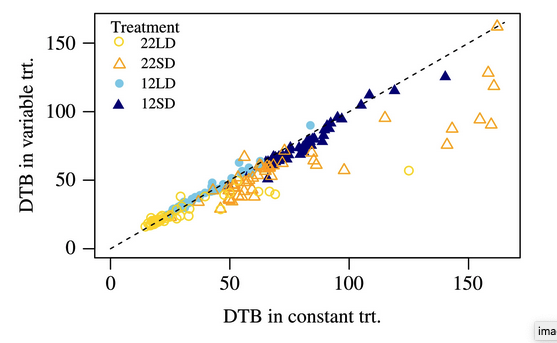 Treatment
22LD
22SD
12LD
12SD
DTB in variable trt.
150
100
50
0
0 50 100 150
DTB in constant trt.
ima